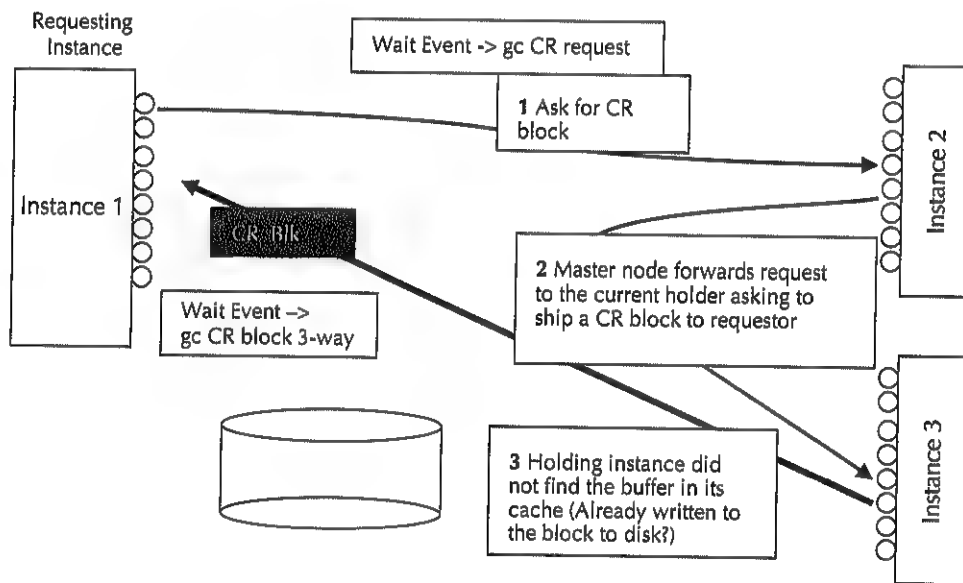 Requesting
Instance
Wait Event -> gc CR request
1 Ask for CR
block
Instance 1
Instance 2
CR Blk
2 Master node forwards request
to the current holder asking to
ship a CR block to requestor
Wait Event ->
gc CR block 3-way
3 Holding instance did
not find the buffer in its
cache (Already written to
the block to disk?)
Instance 3